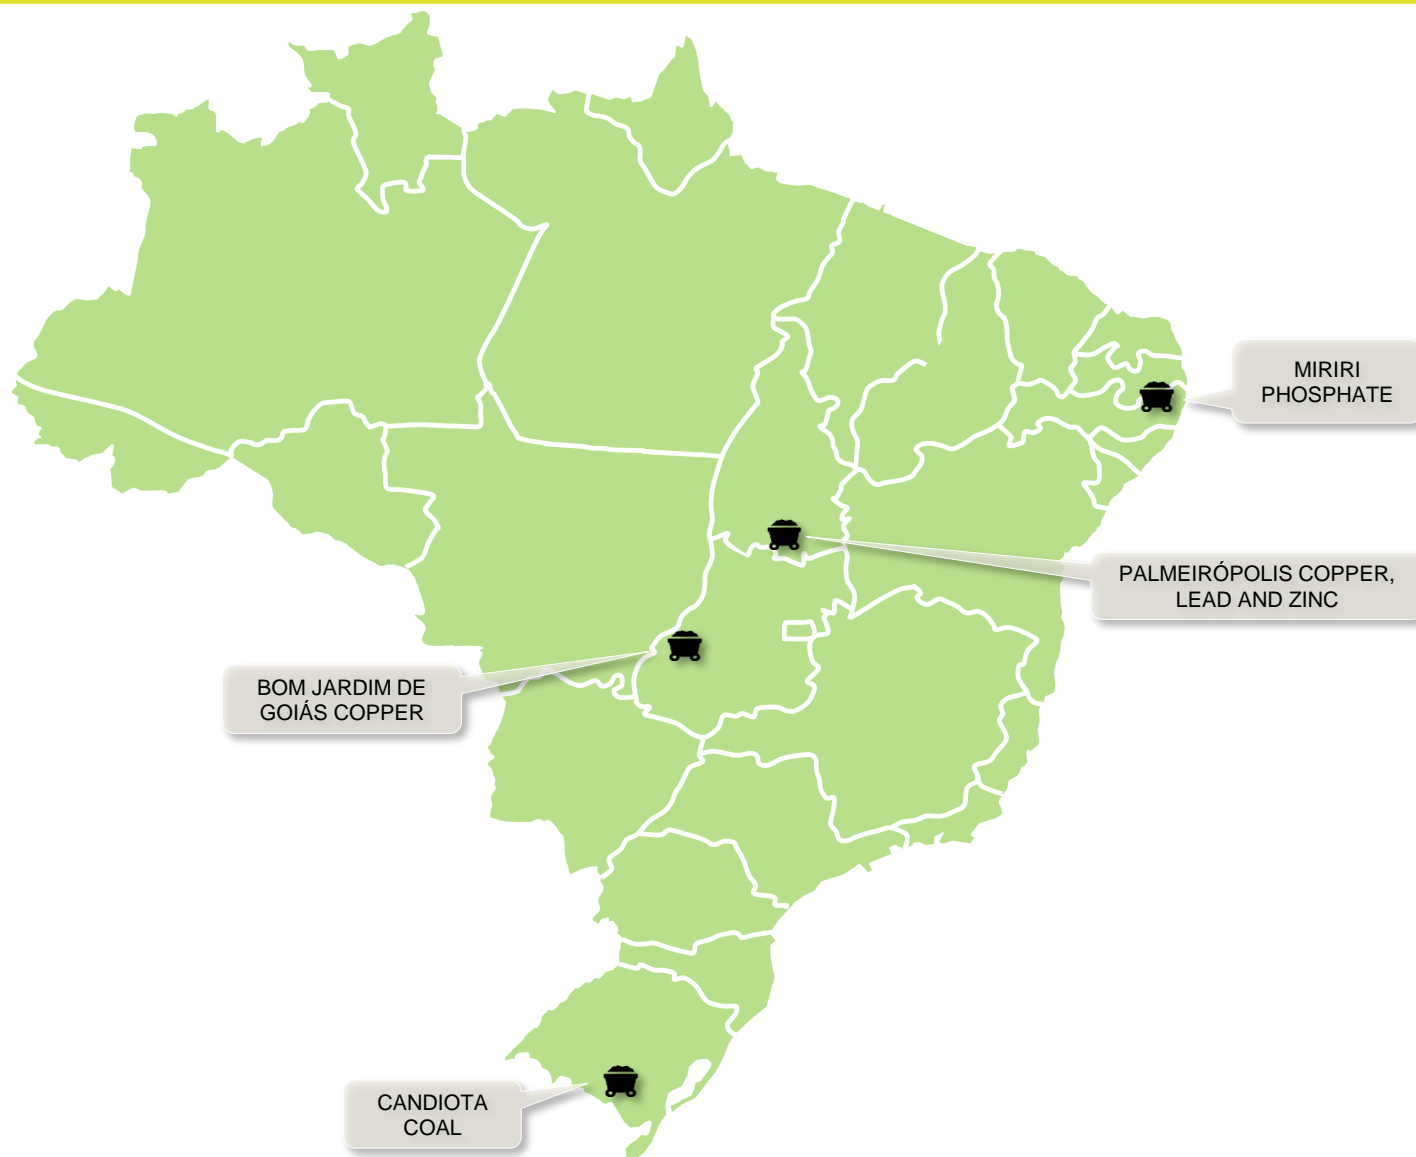 MIRIRI
PHOSPHATE
PALMEIRÓPOLIS COPPER,
LEAD AND ZINC
BOM JARDIM DE
GOIÁS COPPER
CANDIOTA
COAL